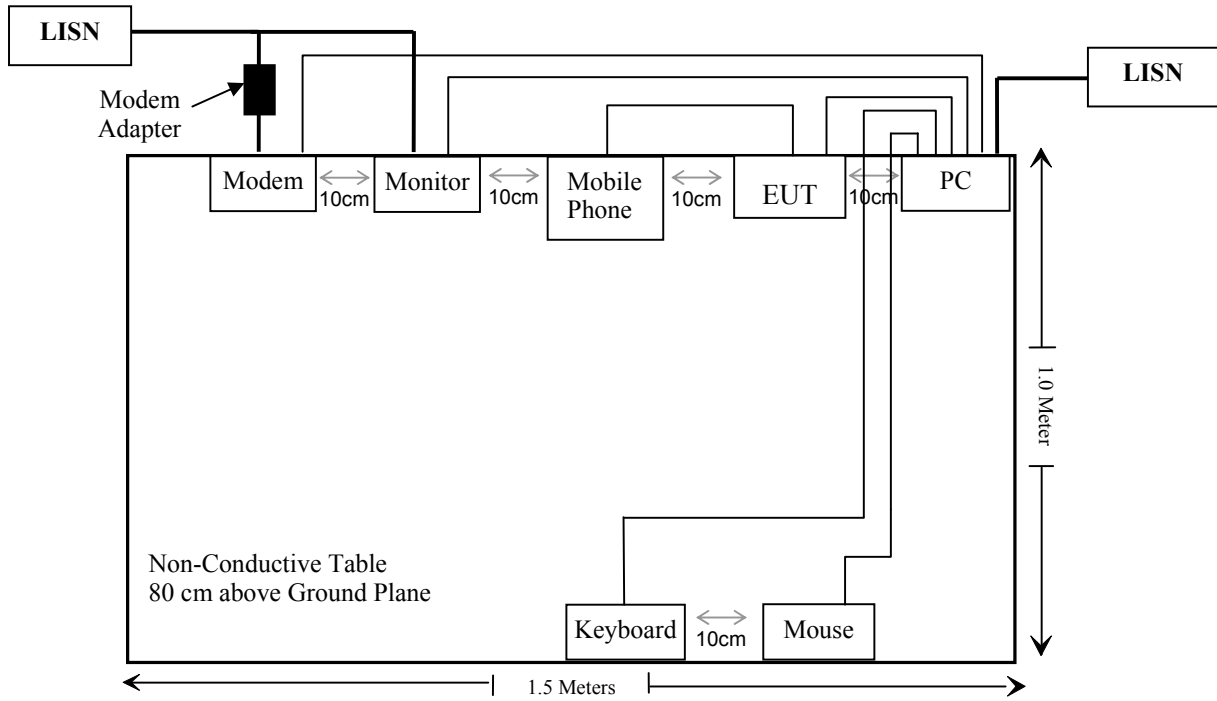 LISN
LISN
Modem
Adapter
Modem
10cm
Monitor
10cm
Mobile
Phone
10cm
EUT
10cm
PC
1.0 Meter
Non-Conductive Table
80 cm above Ground Plane
Keyboard
10cm
Mouse
1.5 Meters